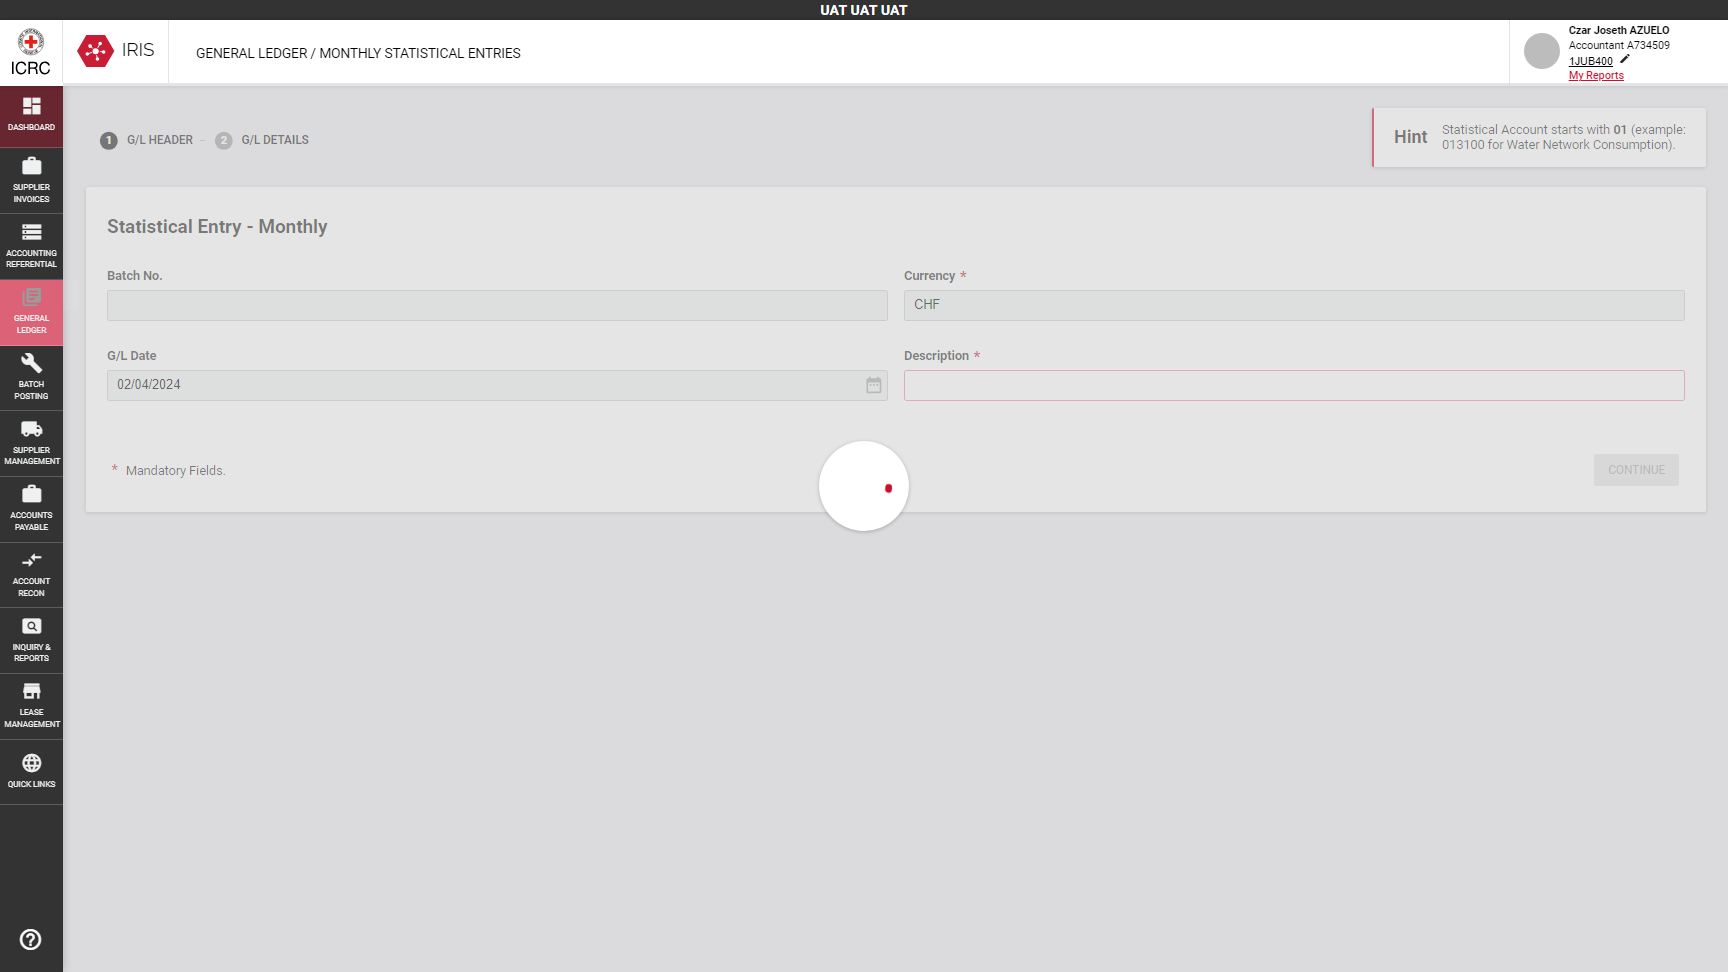 UAT UAT UAT
ICRC
IRIS
GENERAL LEDGER / MONTHLY STATISTICAL ENTRIES
Czar Joseth AZUELO
Accountant A734509
1JUB400
My Reports
DASHBOARD
SUPPLIER
INVOICES
ACCOUNTING
REFERENTIAL
GENERAL
LEDGER
BATCH
POSTING
SUPPLIER
MANAGEMENT
ACCOUNTS
PAYABLE
ACCOUNT
RECON
INQUIRY &
REPORTS
LEASE
MANAGEMENT
QUICK LINKS
1 G/L HEADER - 2 G/L DETAILS
Hint
Statistical Account starts with 01 (example:
013100 for Water Network Consumption).
Statistical Entry - Monthly
Batch No.
Currency *
CHF
G/L Date
02/04/2024
Description *
* Mandatory Fields.
CONTINUE